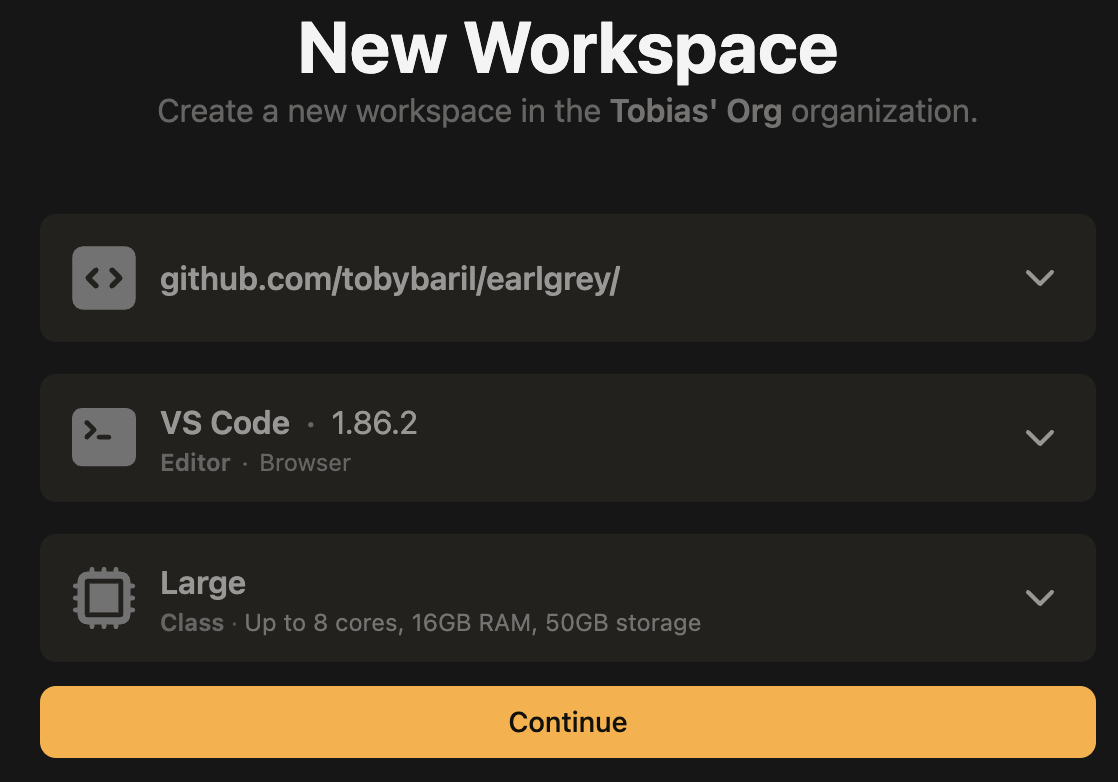 New Workspace
Create a new workspace in the Tobias' Org organization.
github.com/tobybaril/earlgrey/
VS Code · 1.86.2
Editor · Browser
Large
Class · Up to 8 cores, 16GB RAM, 50GB storage
Continue